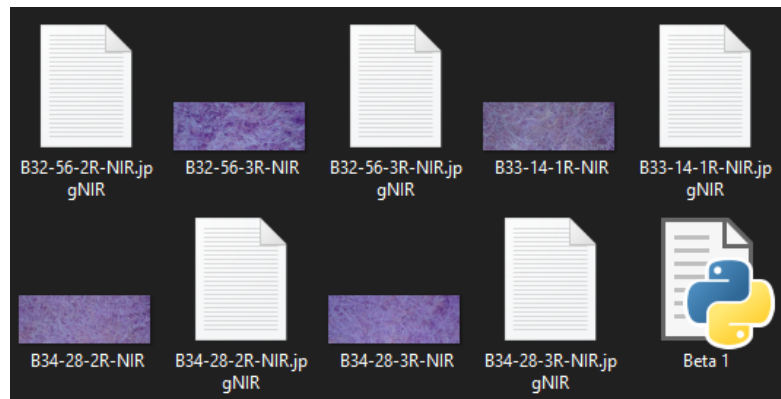 B32-56-2R-NIR.jp
gNIR
B32-56-3R-NIR
B32-56-3R-NIR.jp
gNIR
B33-14-1R-NIR
B33-14-1R-NIR.jp
gNIR
B34-28-2R-NIR
B34-28-2R-NIR.jp
gNIR
B34-28-3R-NIR
B34-28-3R-NIR.jp
gNIR
Beta 1